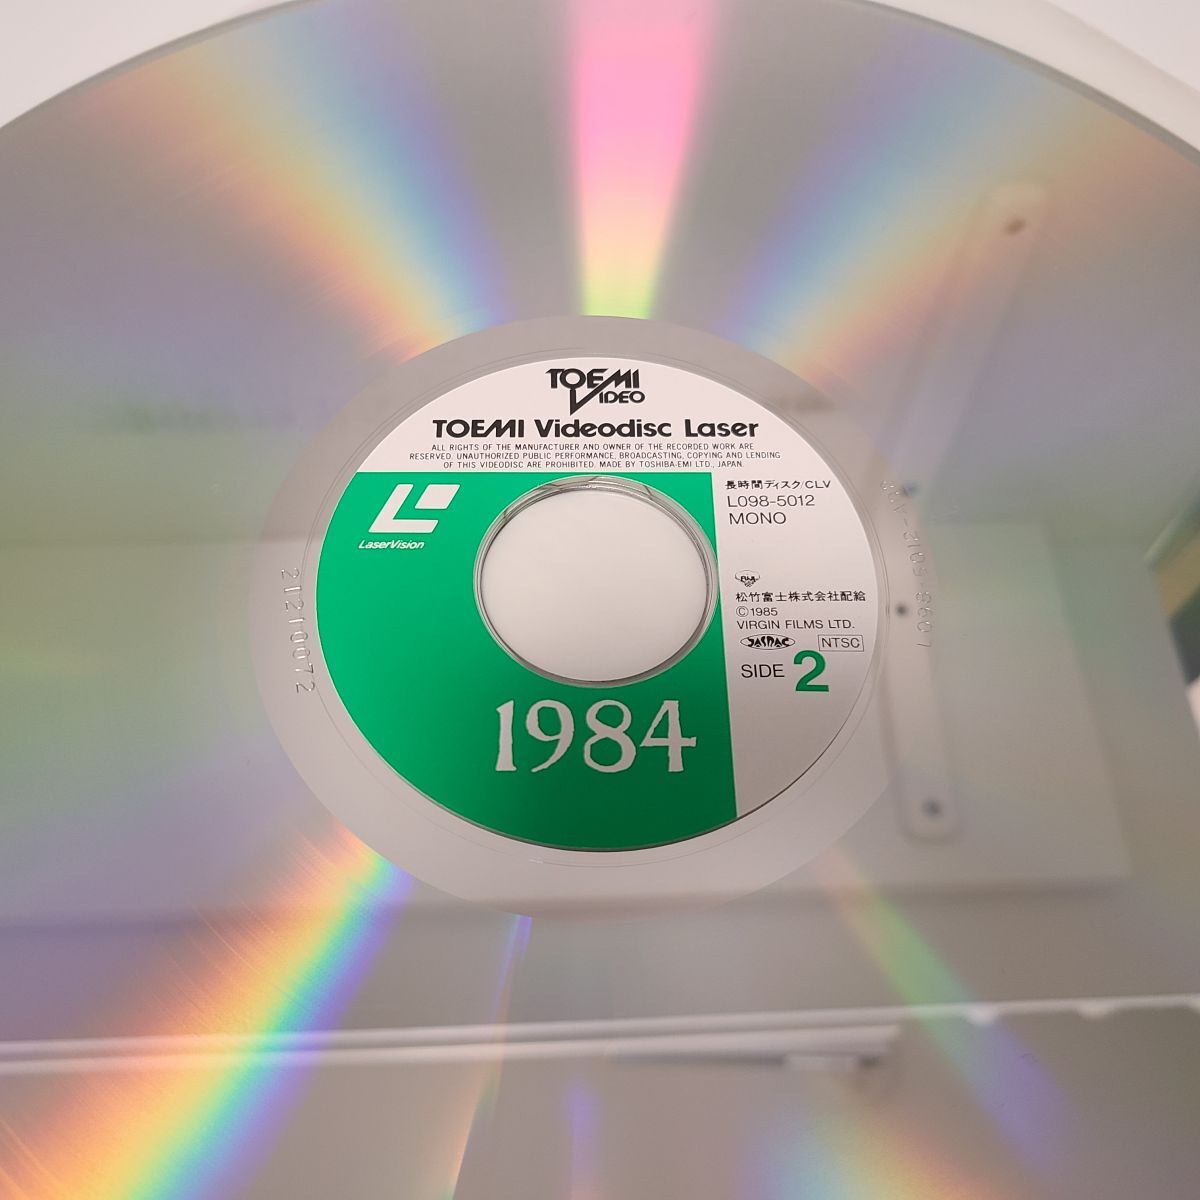 TOEMI
VIDEO
TOEMI Videodisc Laser
ALL RIGHTS OF THE MANUFACTURER AND OWNER OF THE RECORDED WORK ARE
RESERVED. UNAUTHORIZED PUBLIC PERFORMANCE, BROADCASTING, COPYING AND LENDING
OF THIS VIDEODISC ARE PROHIBITED. MADE BY TOSHIBA-EMI LTD., JAPAN.
LaserVision
長時間ディスク/CLV
L098-5012
MONO
松竹富士株式会社配給
Ⓒ1985
VIRGIN FILMS LTD.
JASRAC
NTSC
SIDE 2
1984
21210072